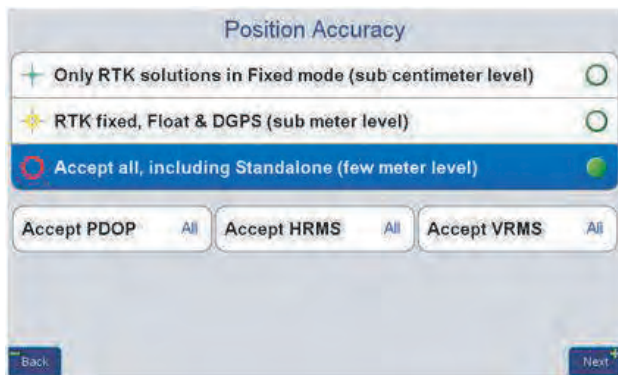 Position Accuracy
Only RTK solutions in Fixed mode (sub centimeter level)
RTK fixed, Float & DGPS (sub meter level)
Accept all, including Standalone (few meter level)
Accept PDOP All Accept HRMS All Accept VRMS All
Back Next